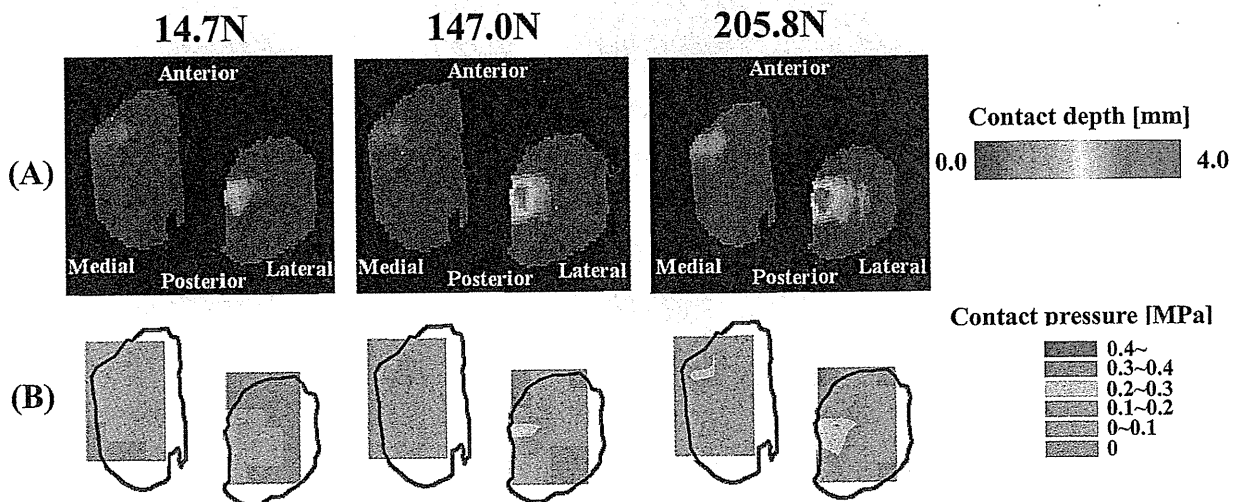 14.7N 147.0N 205.8N
Anterior Anterior Anterior
Contact depth [mm]
(A)
0.0 4.0
Medial Posterior Lateral Medial Posterior Lateral Medial Posterior Lateral
Contact pressure [MPa]
0.4~
0.3~0.4
(B)
0.2~0.3
0.1~0.2
0~0.1
0